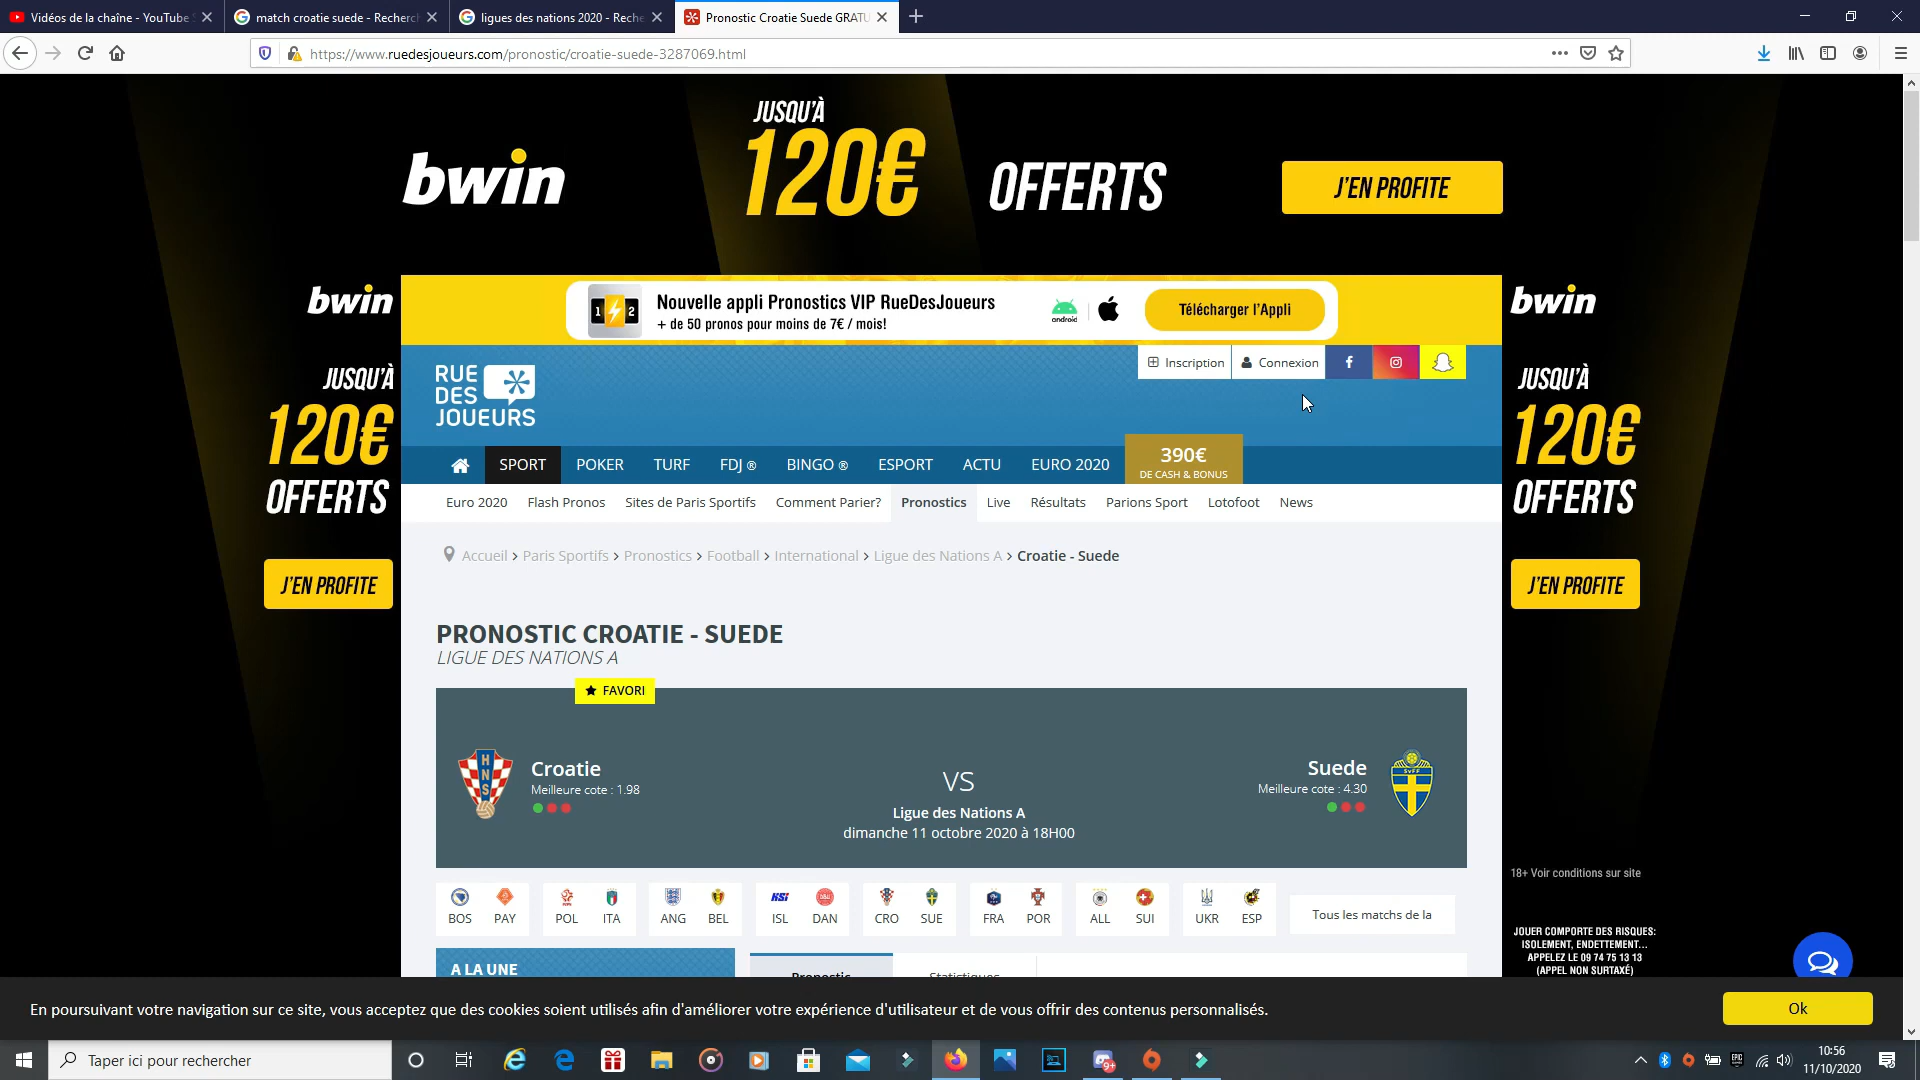 Vidéos de la chaîne - YouTube
match croatie suede - Recherc
ligues des nations 2020 - Reche
Pronostic Croatie Suede GRATU
https://www.ruedesjoueurs.com/pronostic/croatie-suede-3287069.html
JUSQU'À
120€
bwin
OFFERTS
J'EN PROFITE
1
2
Nouvelle appli Pronostics VIP RueDesJoueurs
+ de 50 pronos pour moins de 7€ / mois!
android
Télécharger l'Appli
bwin
JUSQU'À
120€
OFFERTS
J'EN PROFITE
bwin
JUSQU'À
120€
OFFERTS
J'EN PROFITE
Inscription
Connexion
RUE
DES
JOUEURS
SPORT POKER TURF FDJ ® BINGO ® ESPORT ACTU EURO 2020
390€
DE CASH & BONUS
Euro 2020 Flash Pronos Sites de Paris Sportifs Comment Parier? Pronostics Live Résultats Parions Sport Lotofoot News
Accueil > Paris Sportifs > Pronostics > Football > International > Ligue des Nations A > Croatie - Suede
PRONOSTIC CROATIE - SUEDE
LIGUE DES NATIONS A
FAVORI
HNS
Croatie
Meilleure cote : 1.98
VS
Ligue des Nations A
dimanche 11 octobre 2020 à 18H00
Suede
Meilleure cote : 4.30
SvFF
BOS PAY
POL ITA
ANG BEL
KSÍ
ISL DAN
CRO SUE
FRA POR
ALL SUI
UKR ESP
Tous les matchs de la
A LA UNE
Pronostic
Statistiques
18+ Voir conditions sur site
JOUER COMPORTE DES RISQUES:
ISOLEMENT, ENDETTEMENT...
APPELEZ LE 09 74 75 13 13
(APPEL NON SURTAXÉ)
En poursuivant votre navigation sur ce site, vous acceptez que des cookies soient utilisés afin d'améliorer votre expérience d'utilisateur et de vous offrir des contenus personnalisés.
Ok
Taper ici pour rechercher
9+
EPIC
10:56
11/10/2020